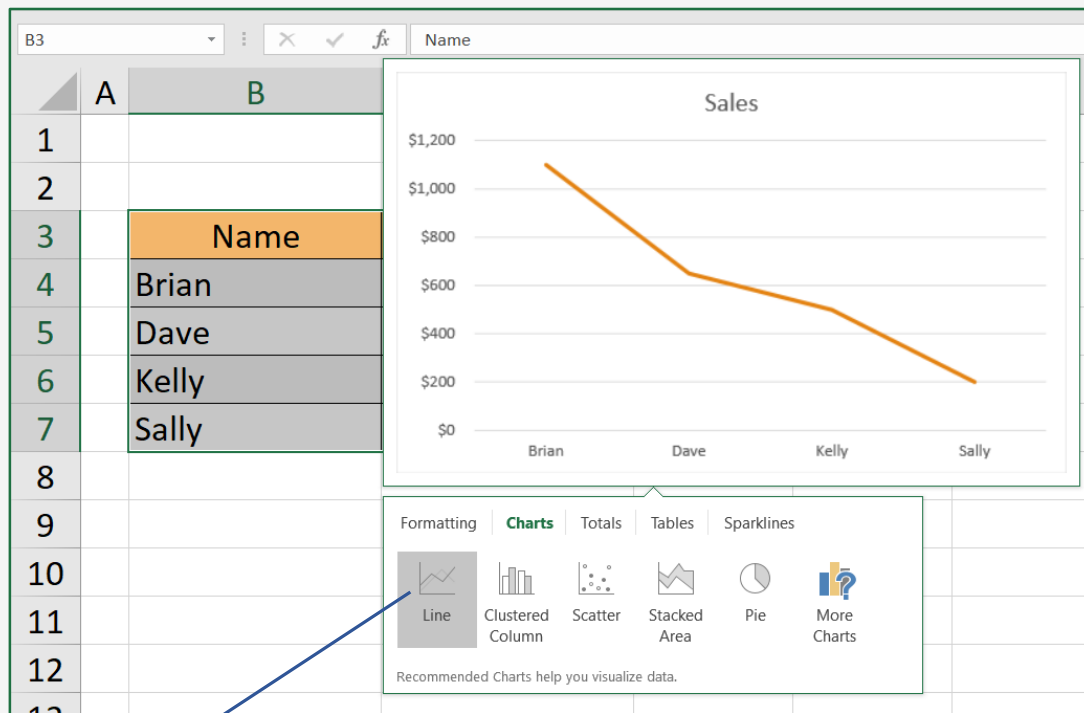 B3 fx Name
A B
Sales
1 $1,200
2 $1,000
3 Name $800
4 Brian $600
5 Dave $400
6 Kelly $200
7 Sally $0
Brian Dave Kelly Sally
8
9 Formatting Charts Totals Tables Sparklines
10
11 Line Clustered Column Scatter Stacked Area Pie More Charts
12 Recommended Charts help you visualize data.